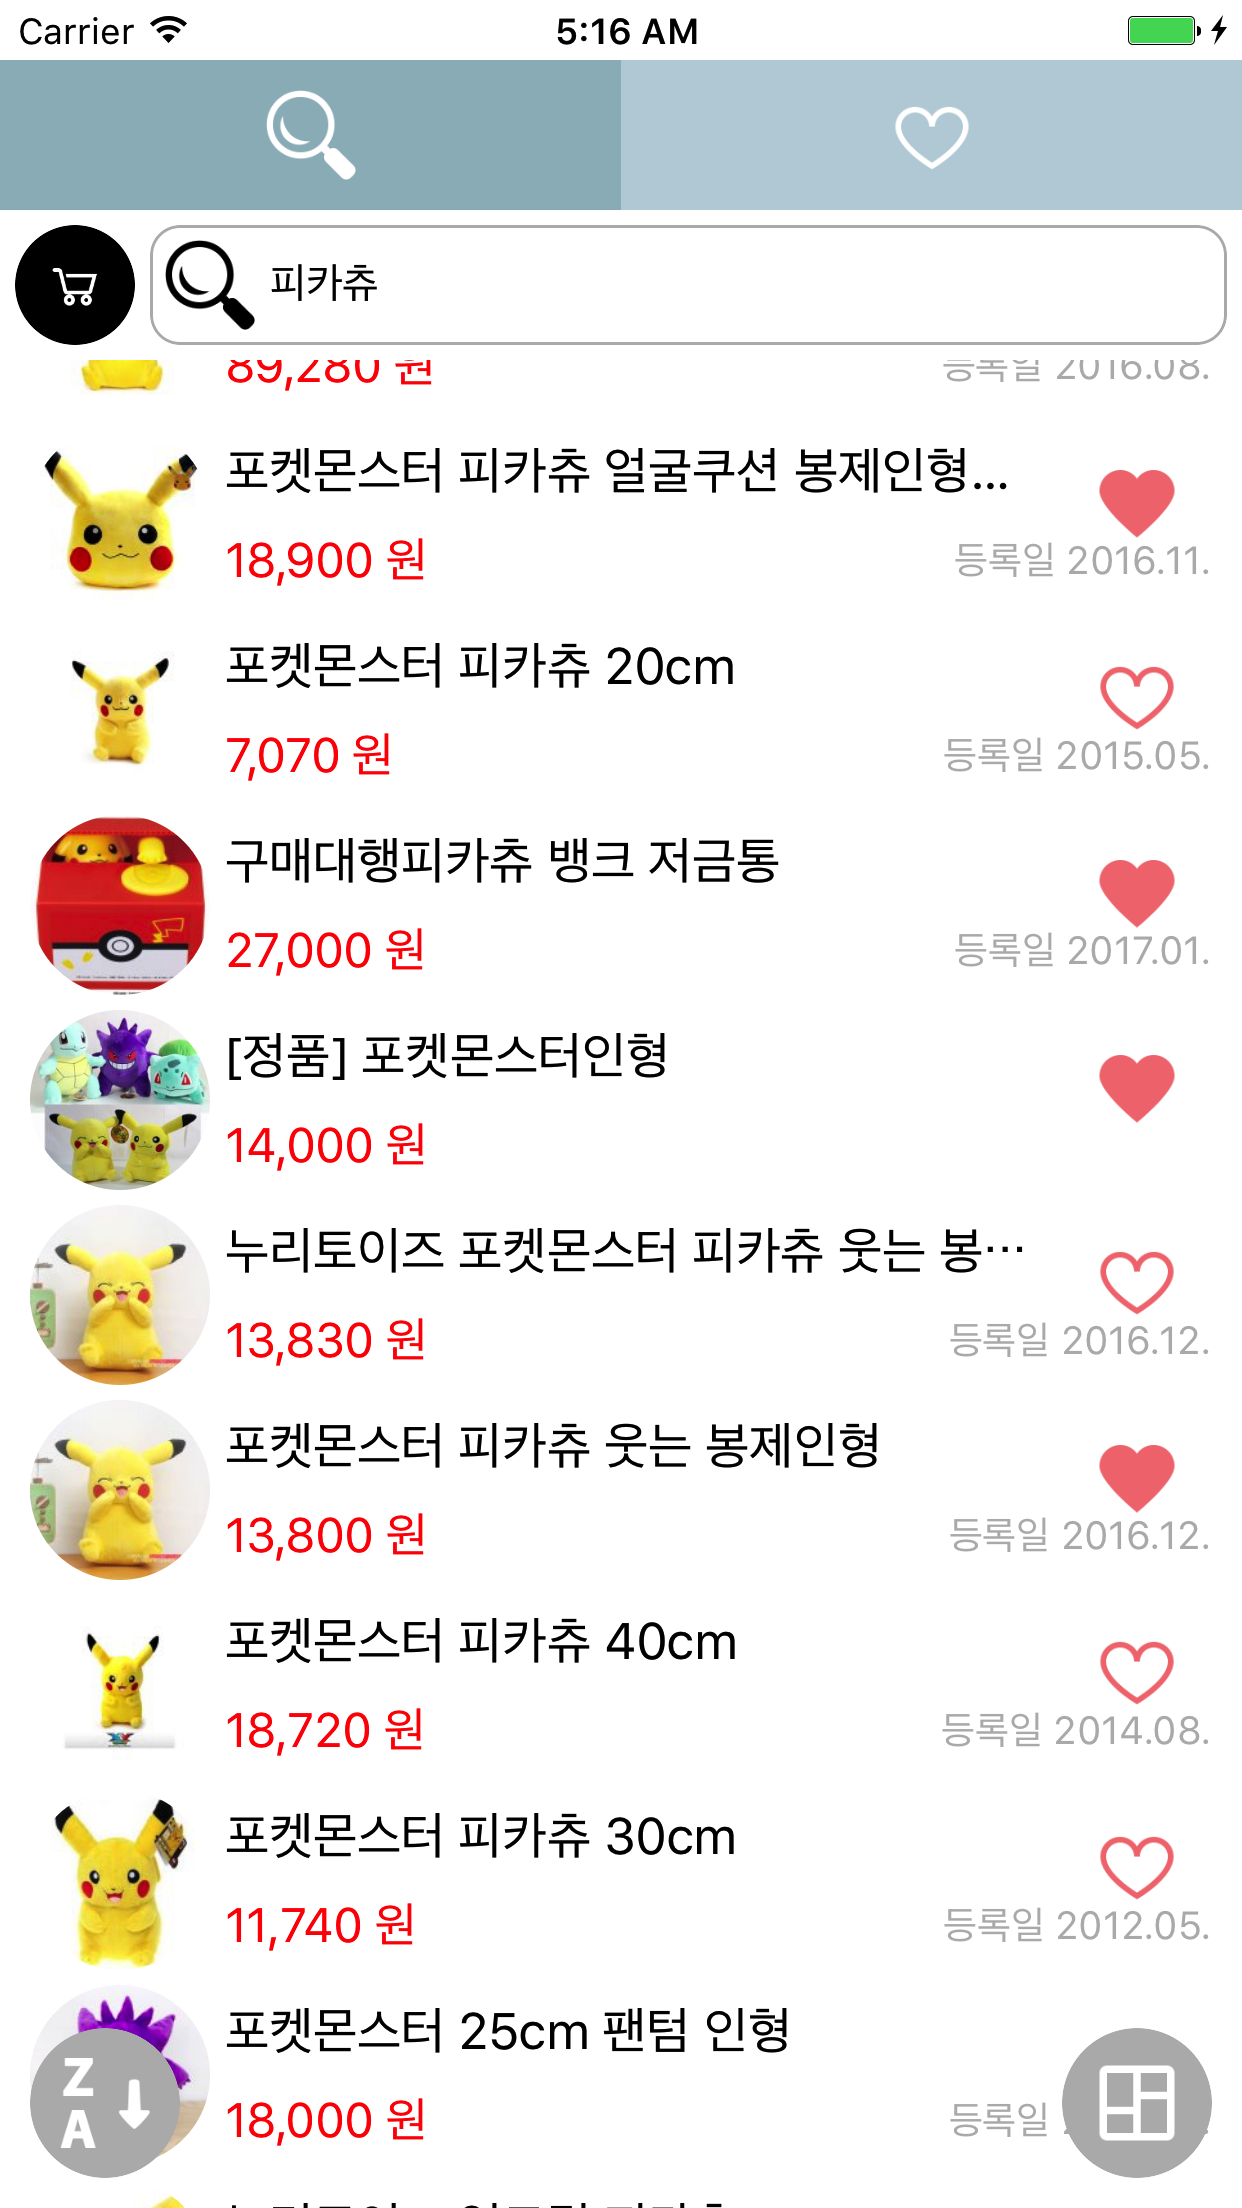 Carrier 5:16 AM
피카츄
89,280 원 등록일 2016.08.
포켓몬스터 피카츄 얼굴쿠션 봉제인형...
18,900 원 등록일 2016.11.
포켓몬스터 피카츄 20cm
7,070 원 등록일 2015.05.
구매대행피카츄 뱅크 저금통
27,000 원 등록일 2017.01.
[정품] 포켓몬스터인형
14,000 원
누리토이즈 포켓몬스터 피카츄 웃는 봉…
13,830 원 등록일 2016.12.
포켓몬스터 피카츄 웃는 봉제인형
13,800 원 등록일 2016.12.
포켓몬스터 피카츄 40cm
18,720 원 등록일 2014.08.
포켓몬스터 피카츄 30cm
11,740 원 등록일 2012.05.
포켓몬스터 25cm 팬텀 인형
Z
A
18,000 원 등록일